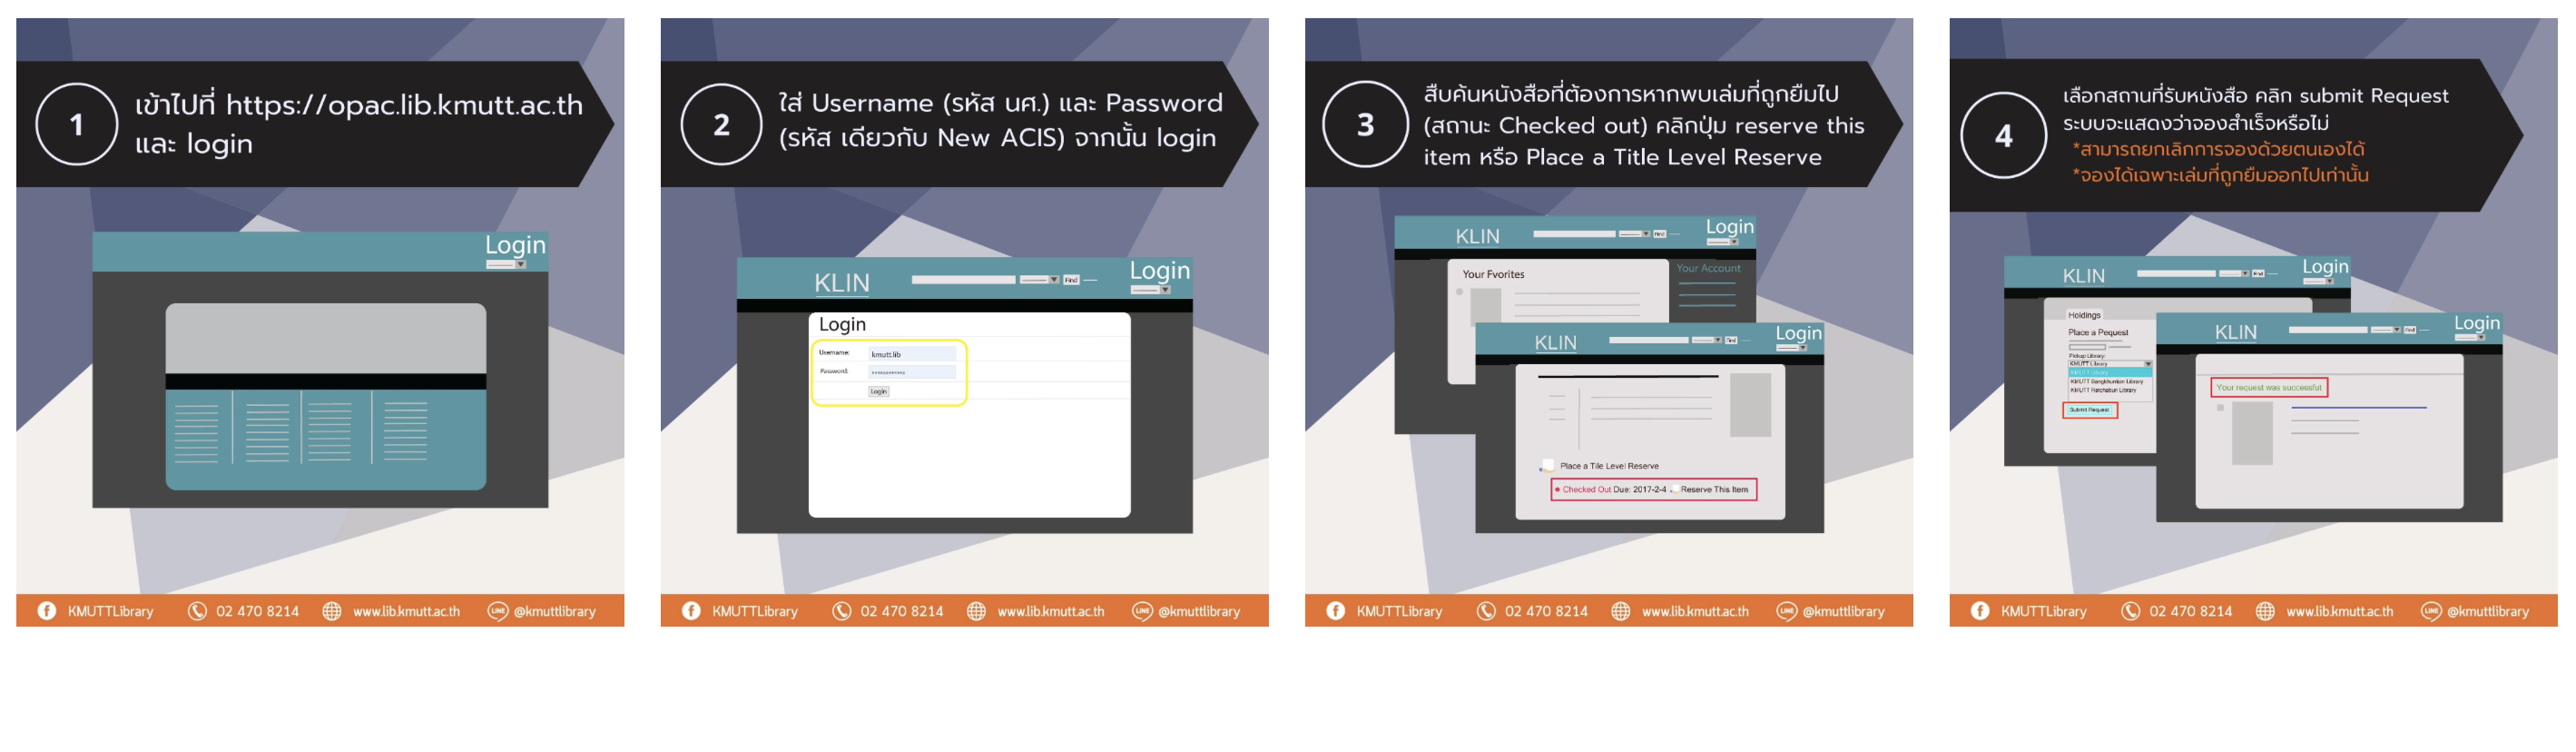 1
เข้าไปที่ https://opac.lib.kmutt.ac.th
และ login
Login
KMUTTLibrary
02 470 8214
www.lib.kmutt.ac.th
LINE
@kmuttlibrary
2
ใส่ Username (รหัส นศ.) และ Password
(รหัส เดียวกับ New ACIS) จากนั้น login
KLIN
Find
Login
Login
Username:
kmutt.lib
Password:
Login
KMUTTLibrary
02 470 8214
www.lib.kmutt.ac.th
LINE
@kmuttlibrary
3
สืบค้นหนังสือที่ต้องการหากพบเล่มที่ถูกยืมไป
(สถานะ Checked out) คลิกปุ่ม reserve this
item หรือ Place a Title Level Reserve
KLIN
Find
Login
Your Fvorites
Your Account
KLIN
Find
Login
Place a Tile Level Reserve
Checked Out Due: 2017-2-4 Reserve This Item
KMUTTLibrary
02 470 8214
www.lib.kmutt.ac.th
LINE
@kmuttlibrary
4
เลือกสถานที่รับหนังสือ คลิก submit Request
ระบบจะแสดงว่าจองสำเร็จหรือไม่
*สามารถยกเลิกการจองด้วยตนเองได้
*จองได้เฉพาะเล่มที่ถูกยืมออกไปเท่านั้น
KLIN
Find
Login
Holdings
Place a Pequest
Pickup Library:
KMUTT Library
KMUTT Library
KMUTT Bangkhuntien Library
KMUTT Ratchaburi Library
Submit Request
KLIN
Find
Login
Your request was successful
KMUTTLibrary
02 470 8214
www.lib.kmutt.ac.th
LINE
@kmuttlibrary